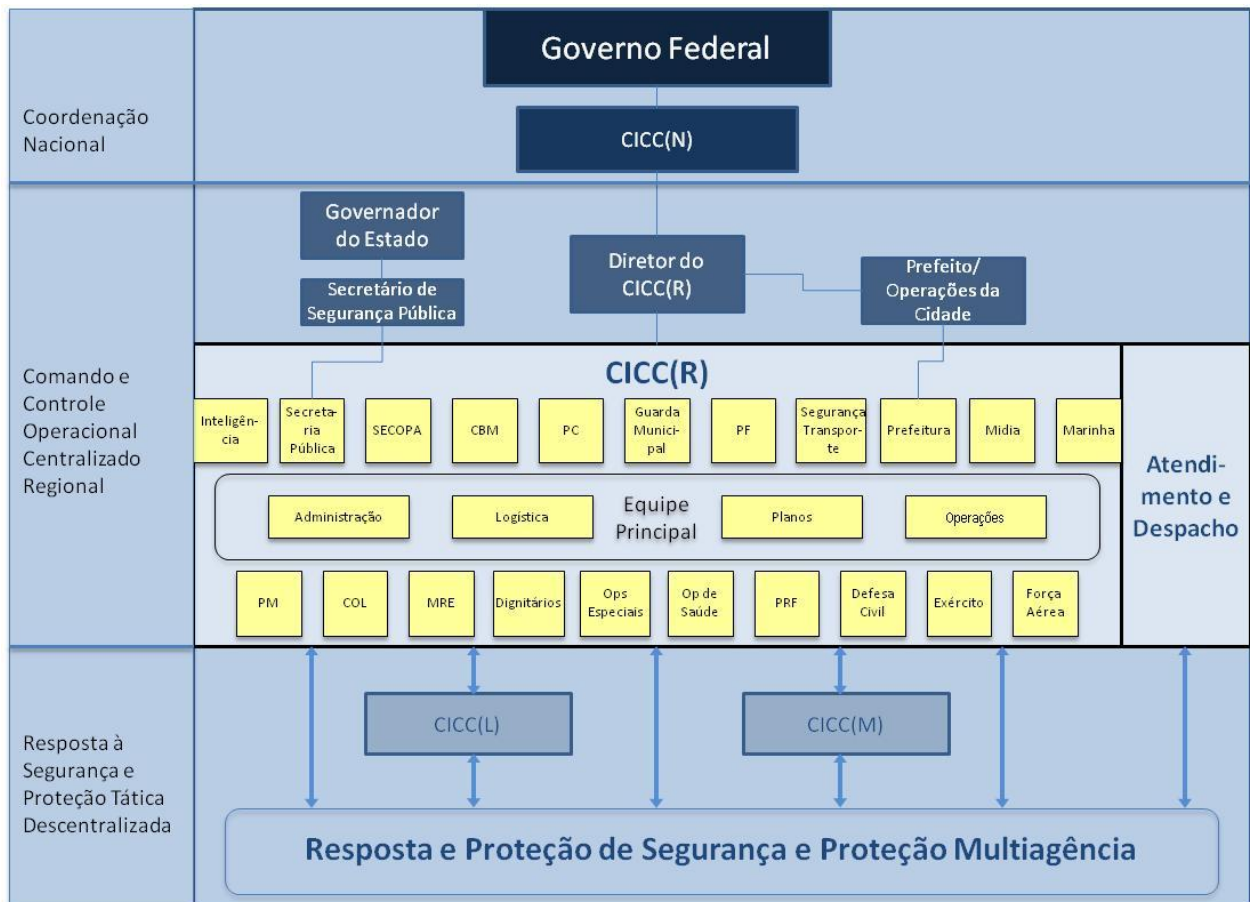 Governo Federal
Coordenação
Nacional
CICC(N)
Governador
do Estado
Secretário de
Segurança Pública
Diretor do
CICC(R)
Prefeito/
Operações da
Cidade
Comando e
Controle
Operacional
Centralizado
Regional
CICC(R)
Inteligên-
cia
Secreta-
ria
Pública
SECOPA
CBM
PC
Guarda
Munici-
pal
PF
Segurança
Transpor-
te
Prefeitura
Midia
Marinha
Administração
Logística
Equipe
Principal
Planos
Operações
PM
COL
MRE
Dignitários
Ops
Especiais
Op de
Saúde
PRF
Defesa
Civil
Exército
Força
Aérea
Atendi-
mento e
Despacho
Resposta à
Segurança e
Proteção Tática
Descentralizada
CICC(L)
CICC(M)
Resposta e Proteção de Segurança e Proteção Multiagência